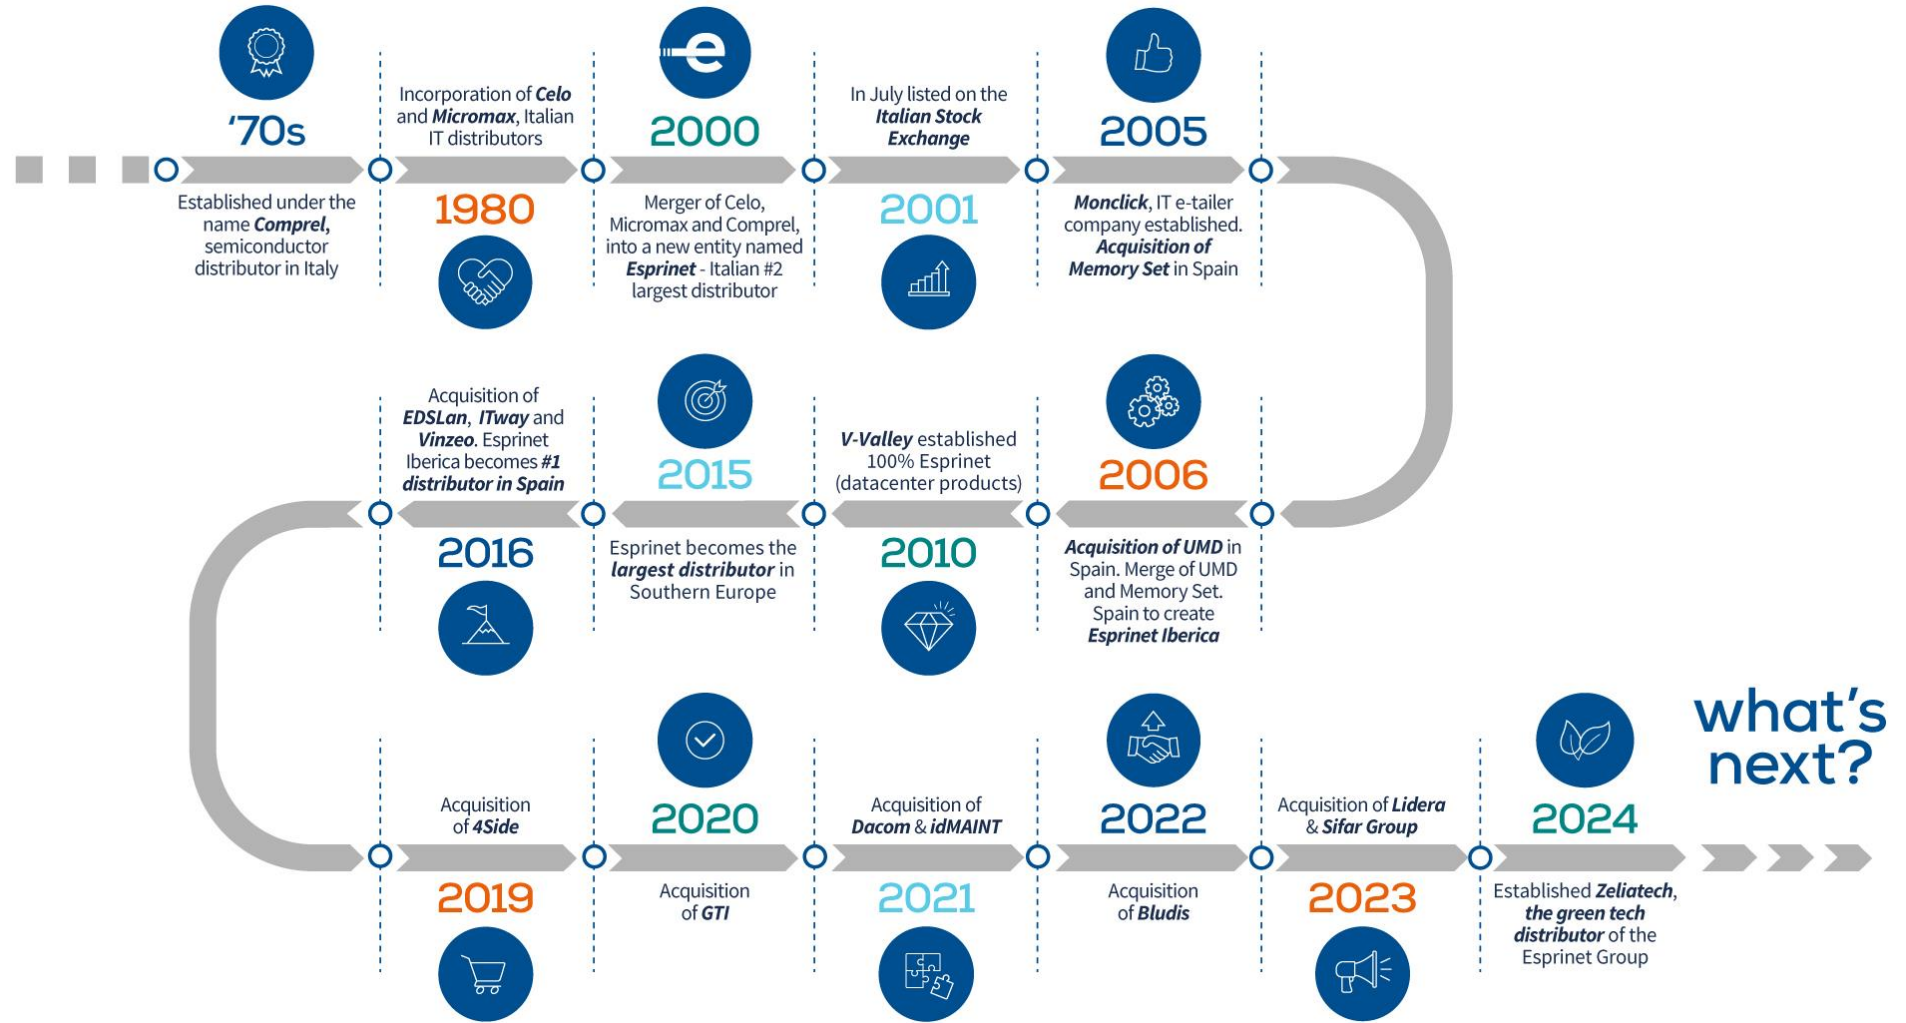 '70s
Established under the
name Comprel,
semiconductor
distributor in Italy
Incorporation of Celo
and Micromax, Italian
IT distributors
1980
e
2000
Merger of Celo,
Micromax and Comprel,
into a new entity named
Esprinet - Italian #2
largest distributor
In July listed on the
Italian Stock
Exchange
2001
2005
Monclick, IT e-tailer
company established.
Acquisition of
Memory Set in Spain
2006
Acquisition of UMD in
Spain. Merge of UMD
and Memory Set.
Spain to create
Esprinet Iberica
V-Valley established
100% Esprinet
(datacenter products)
2010
2015
Esprinet becomes the
largest distributor in
Southern Europe
Acquisition of
EDSLan, ITway and
Vinzeo. Esprinet
Iberica becomes #1
distributor in Spain
2016
Acquisition
of 4Side
2019
2020
Acquisition
of GTI
Acquisition of
Dacom & idMAINT
2021
2022
Acquisition
of Bludis
Acquisition of Lidera
& Sifar Group
2023
2024
Established Zeliatech,
the green tech
distributor of the
Esprinet Group
what's
next?